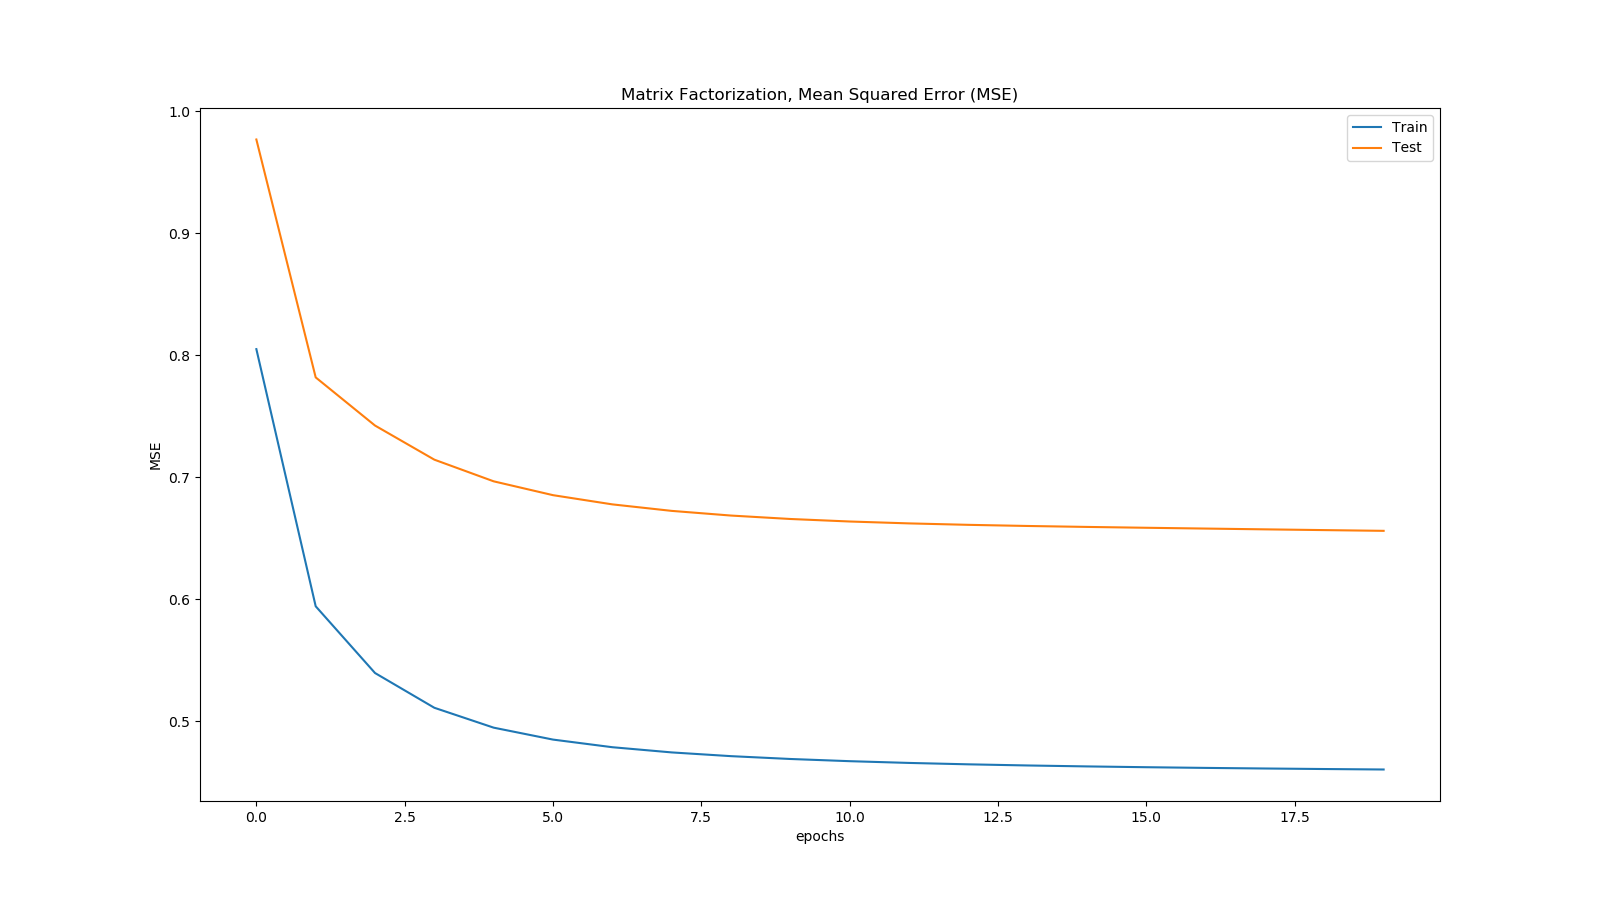 Matrix Factorization, Mean Squared Error (MSE)
Train
Test
MSE
1.0
0.9
0.8
0.7
0.6
0.5
0.0 2.5 5.0 7.5 10.0 12.5 15.0 17.5
epochs